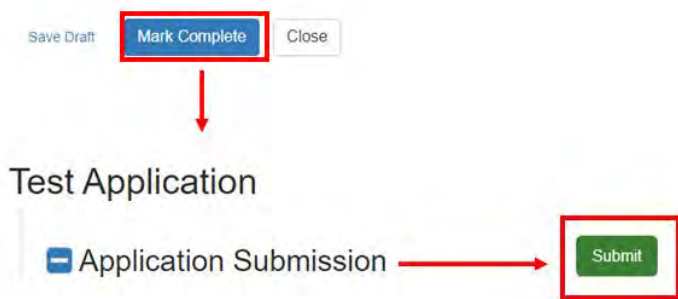 Save Draft Mark Complete Close
Test Application
Application Submission Submit